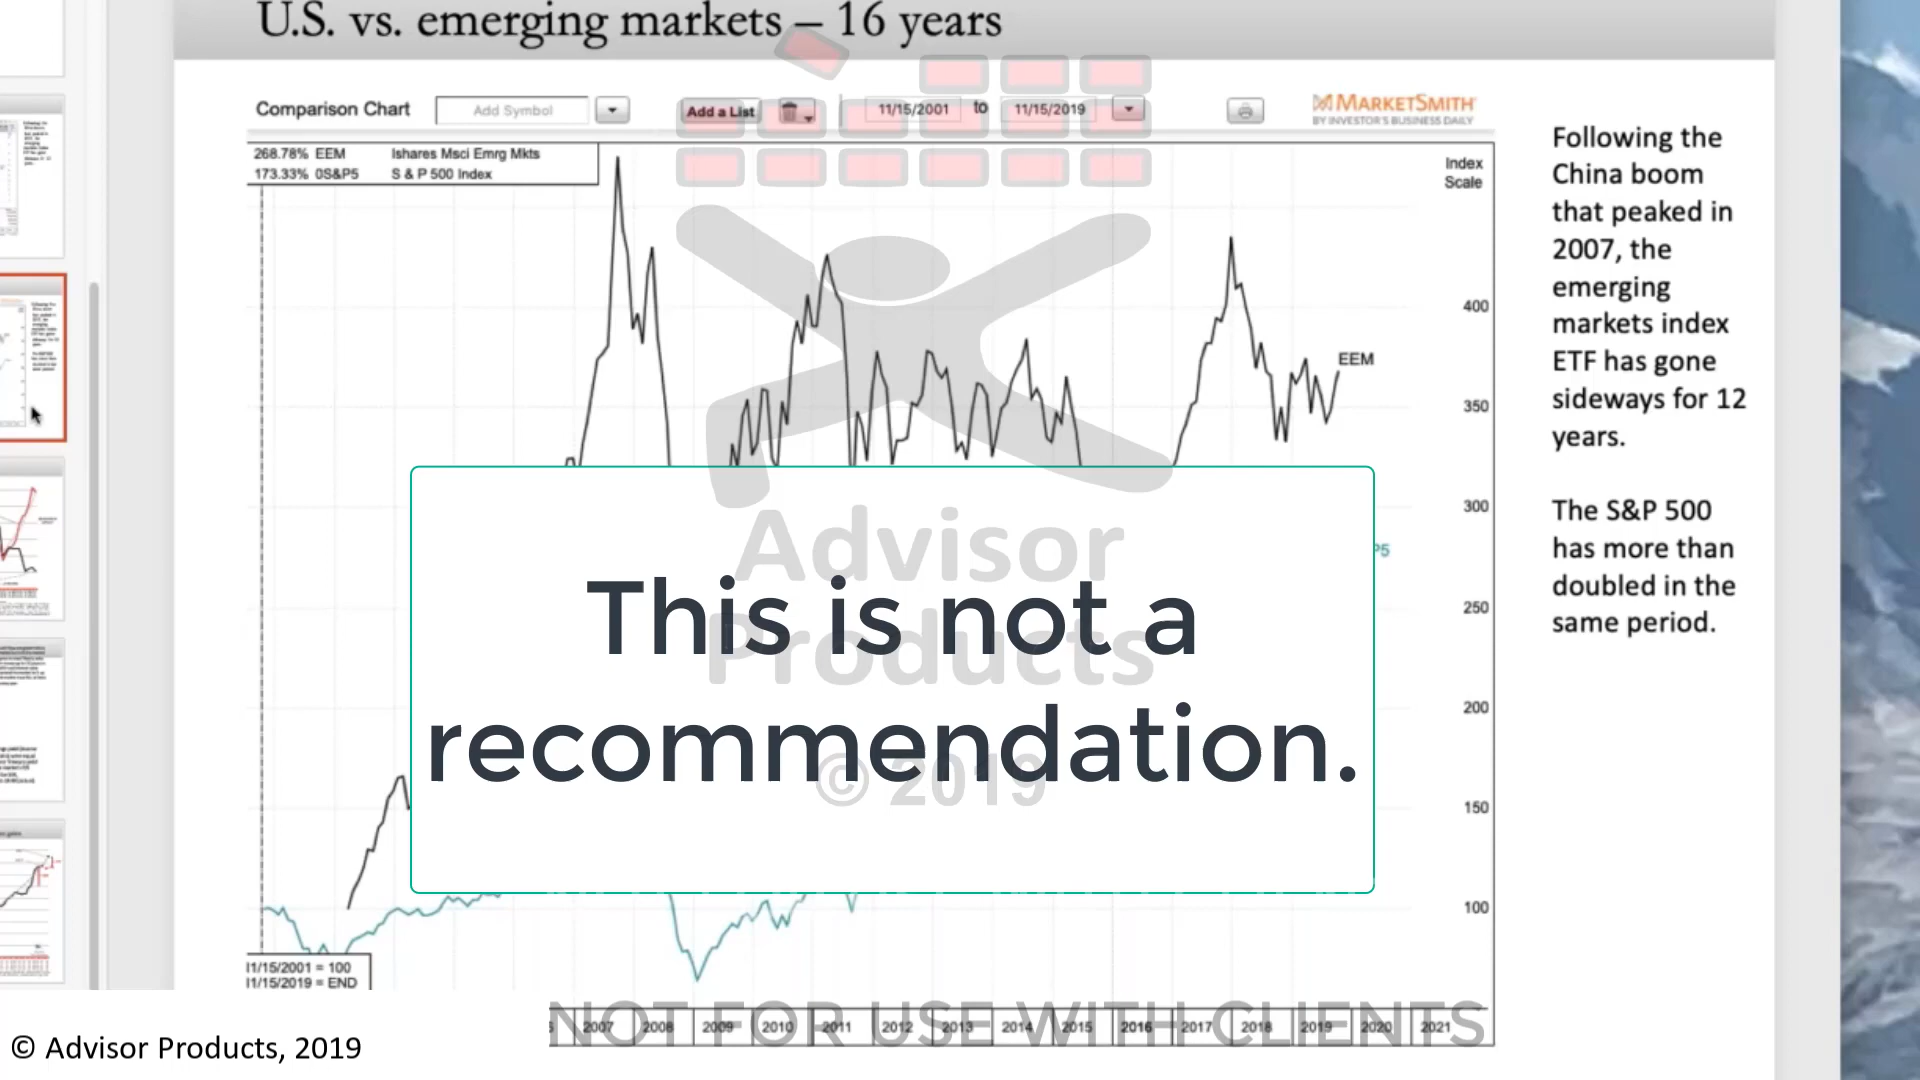 U.S. vs. emerging markets – 16 years
Comparison Chart
Add Symbol
Add a List
11/15/2001 to 11/15/2019
MARKETSMITH
BY INVESTOR'S BUSINESS DAILY
268.78% EEM Ishares Msci Emrg Mkts
173.33% 0S&P5 S & P 500 Index
Index
Scale
400
EEM
350
300
P5
250
200
150
100
Following the
China boom
that peaked in
2007, the
emerging
markets index
ETF has gone
sideways for 12
years.
The S&P 500
has more than
doubled in the
same period.
Advisor
Products
© 2019
This is not a
recommendation.
11/15/2001 = 100
11/15/2019 = END
NOT FOR USE WITH CLIENTS
2007 2008 2009 2010 2011 2012 2013 2014 2015 2016 2017 2018 2019 2020 2021
© Advisor Products, 2019